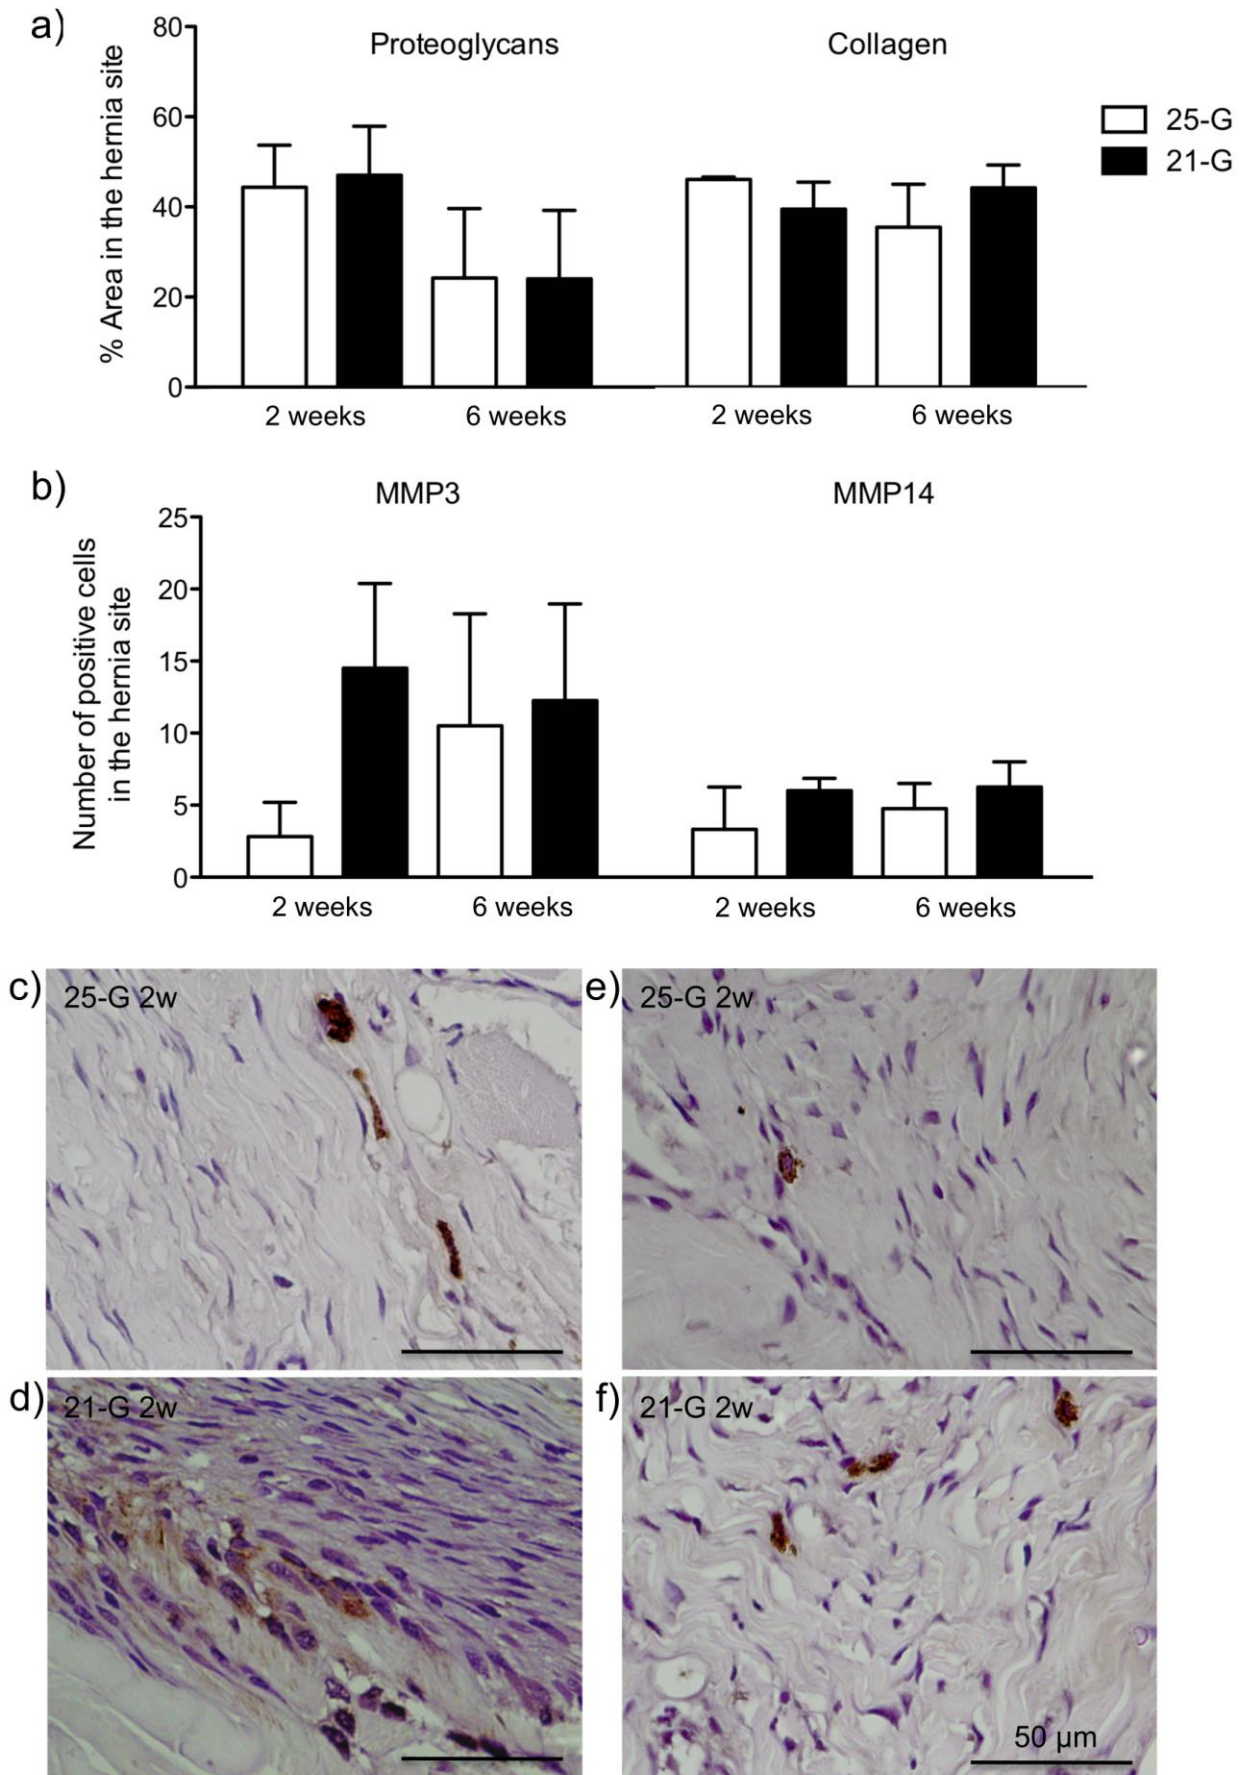 a)
Proteoglycans
Collagen
% Area in the hernia site
80
60
40
20
0
2 weeks
6 weeks
2 weeks
6 weeks
25-G
21-G
b)
MMP3
MMP14
Number of positive cells
in the hernia site
25
20
15
10
5
0
2 weeks
6 weeks
2 weeks
6 weeks
c)
25-G 2w
e)
25-G 2w
d)
21-G 2w
f)
21-G 2w
50 µm